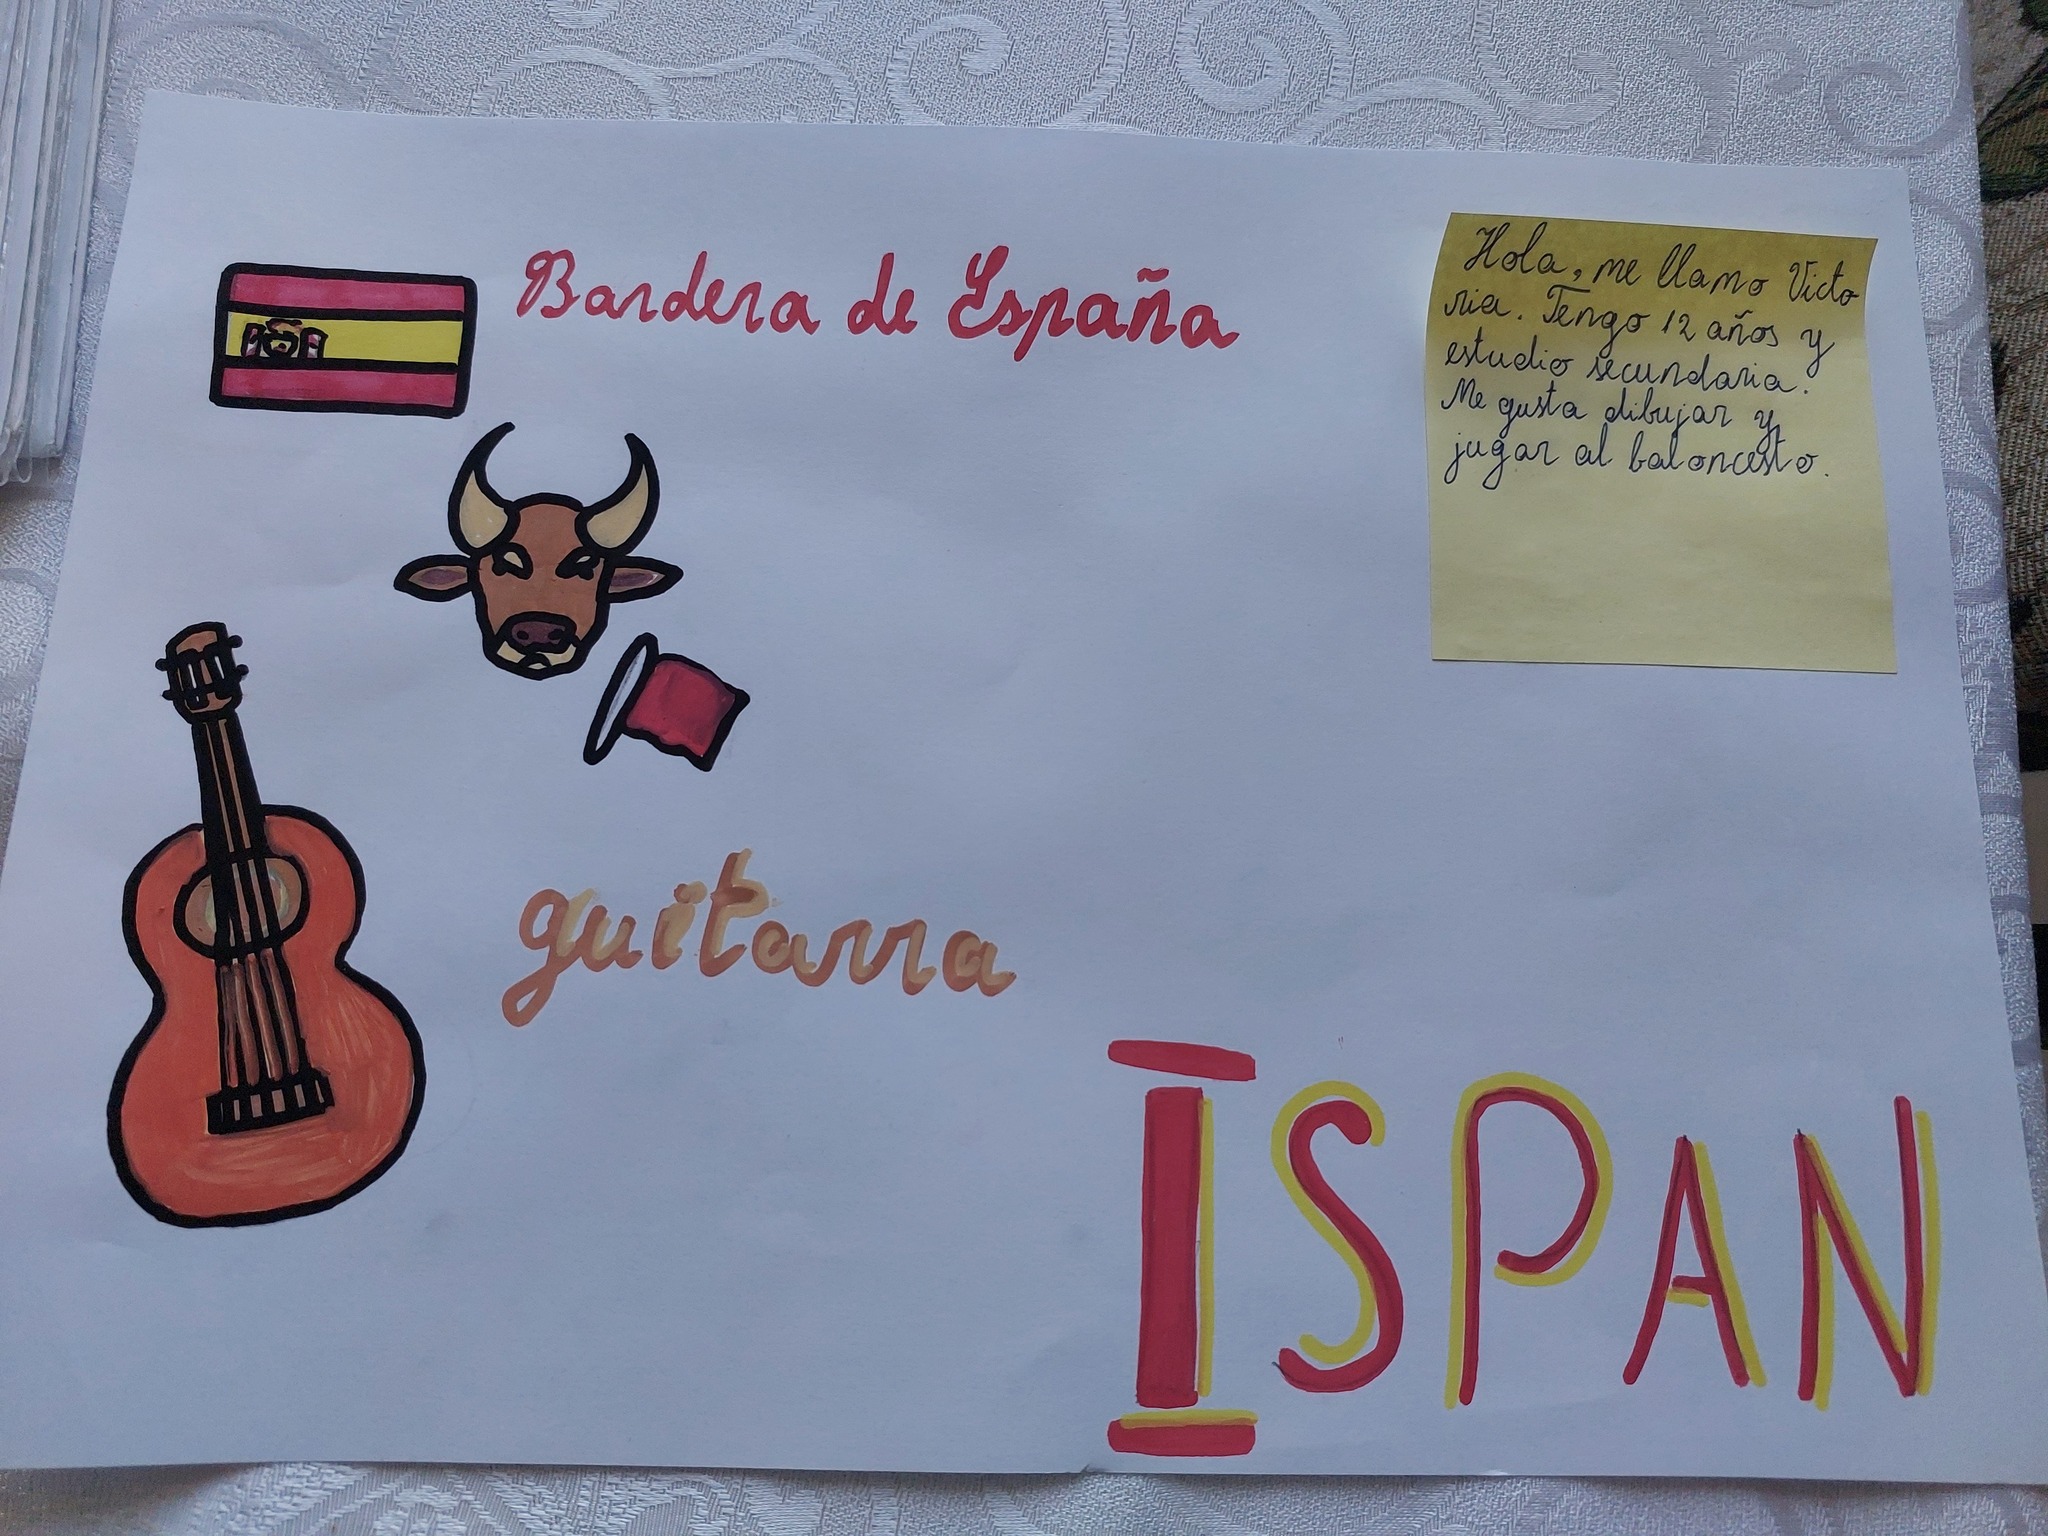 Bandera de España
Hola, me llamo Victo
ria. Tengo 12 años y
estudio secundaria.
Me gusta dibujar y
jugar al baloncesto.
guitarra
ISPAN